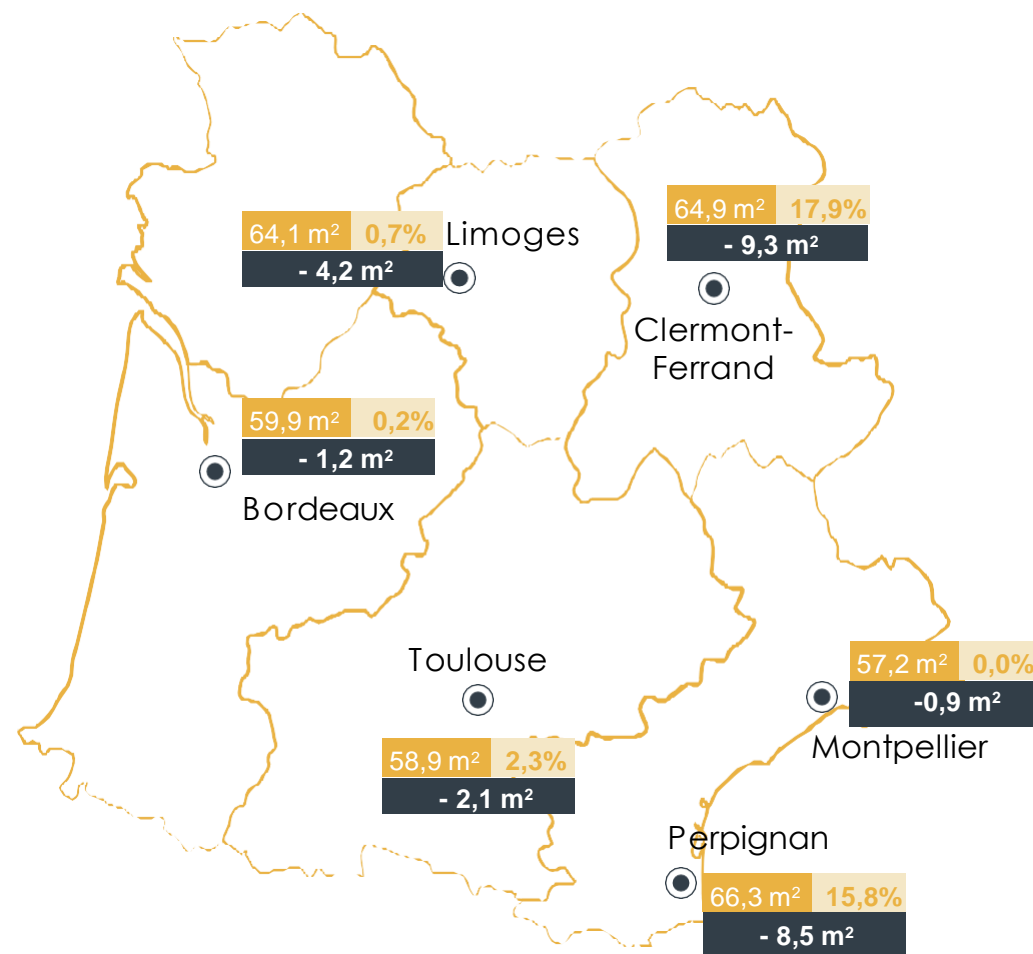 64,9 m² 17,9%
- 9,3 m²
Clermont-
Ferrand
64,1 m² 0,7%
- 4,2 m²
Limoges
59,9 m² 0,2%
- 1,2 m²
Bordeaux
Toulouse
58,9 m² 2,3%
- 2,1 m²
57,2 m² 0,0%
-0,9 m²
Montpellier
Perpignan
66,3 m² 15,8%
- 8,5 m²